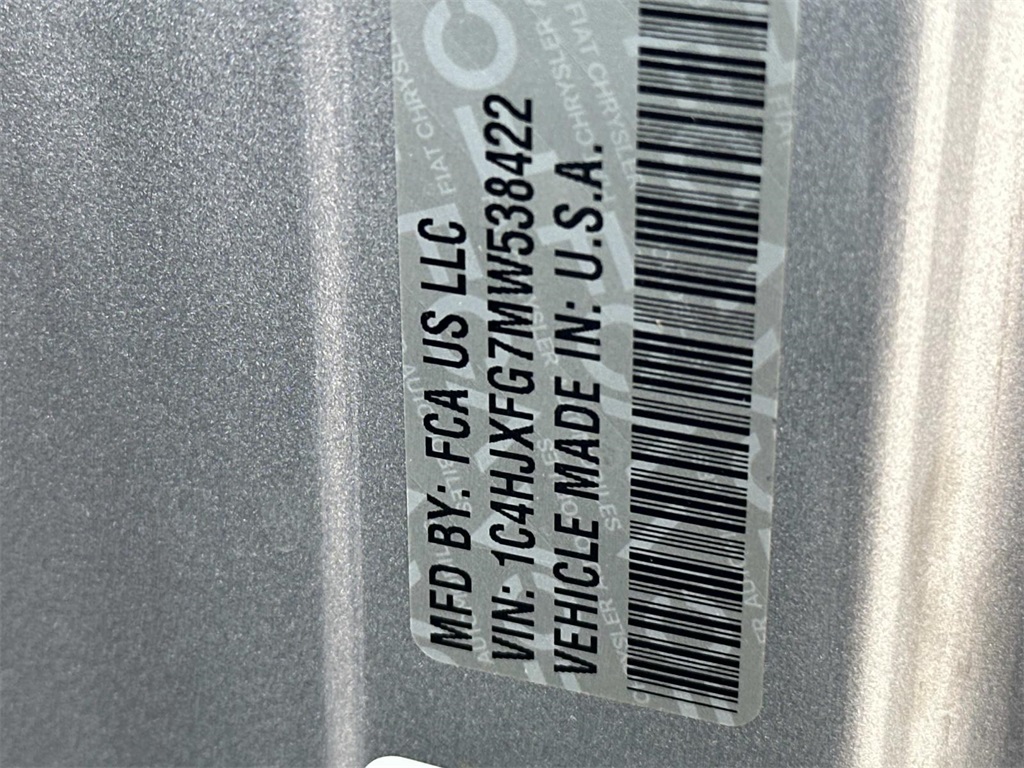 MFD BY: FCA US LLC
VIN: 1C4HJXFG7MW538422
VEHICLE MADE IN: U.S.A.